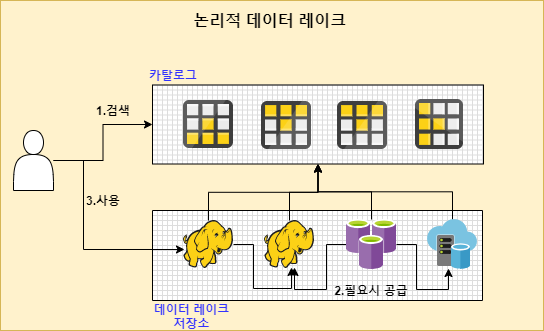 논리적 데이터 레이크
카탈로그
1.검색
3.사용
2.필요시 공급
데이터 레이크
저장소